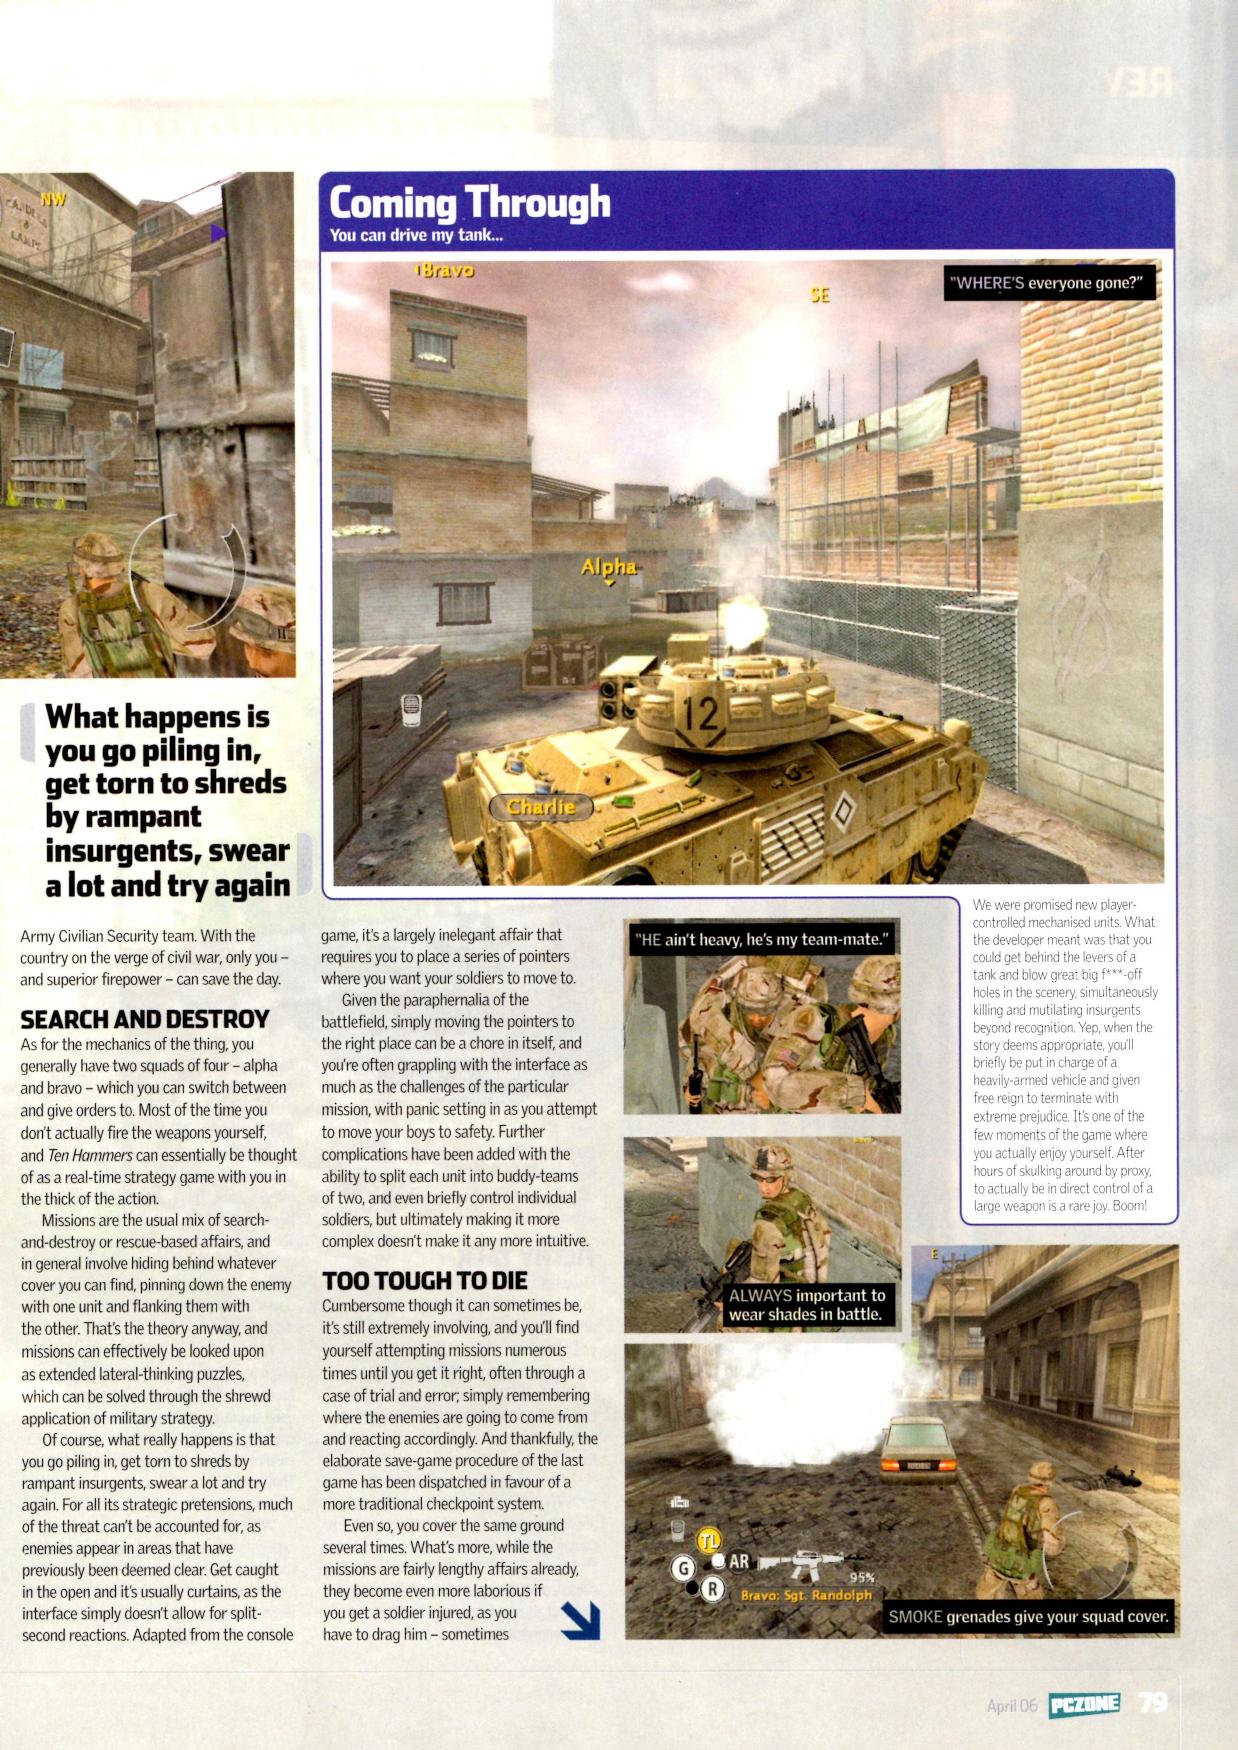 NW
Coming Through
You can drive my tank...
Bravo
SE
"WHERE'S everyone gone?"
Alpha
12
Charlie
What happens is
you go piling in,
get torn to shreds
by rampant
insurgents, swear
a lot and try again
Army Civilian Security team. With the
country on the verge of civil war, only you –
and superior firepower – can save the day.
SEARCH AND DESTROY
As for the mechanics of the thing, you
generally have two squads of four – alpha
and bravo – which you can switch between
and give orders to. Most of the time you
don't actually fire the weapons yourself,
and Ten Hammers can essentially be thought
of as a real-time strategy game with you in
the thick of the action.
Missions are the usual mix of search-
and-destroy or rescue-based affairs, and
in general involve hiding behind whatever
cover you can find, pinning down the enemy
with one unit and flanking them with
the other. That's the theory anyway, and
missions can effectively be looked upon
as extended lateral-thinking puzzles,
which can be solved through the shrewd
application of military strategy.
Of course, what really happens is that
you go piling in, get torn to shreds by
rampant insurgents, swear a lot and try
again. For all its strategic pretensions, much
of the threat can't be accounted for, as
enemies appear in areas that have
previously been deemed clear. Get caught
in the open and it's usually curtains, as the
interface simply doesn't allow for split-
second reactions. Adapted from the console
game, it's a largely inelegant affair that
requires you to place a series of pointers
where you want your soldiers to move to.
Given the paraphernalia of the
battlefield, simply moving the pointers to
the right place can be a chore in itself, and
you're often grappling with the interface as
much as the challenges of the particular
mission, with panic setting in as you attempt
to move your boys to safety. Further
complications have been added with the
ability to split each unit into buddy-teams
of two, and even briefly control individual
soldiers, but ultimately making it more
complex doesn't make it any more intuitive.
TOO TOUGH TO DIE
Cumbersome though it can sometimes be,
it's still extremely involving, and you'll find
yourself attempting missions numerous
times until you get it right, often through a
case of trial and error; simply remembering
where the enemies are going to come from
and reacting accordingly. And thankfully, the
elaborate save-game procedure of the last
game has been dispatched in favour of a
more traditional checkpoint system.
Even so, you cover the same ground
several times. What's more, while the
missions are fairly lengthy affairs already,
they become even more laborious if
you get a soldier injured, as you
have to drag him – sometimes
"HE ain't heavy, he's my team-mate."
ALWAYS important to
wear shades in battle.
We were promised new player-
controlled mechanised units. What
the developer meant was that you
could get behind the levers of a
tank and blow great big f***-off
holes in the scenery, simultaneously
killing and mutilating insurgents
beyond recognition. Yep, when the
story deems appropriate, you'll
briefly be put in charge of a
heavily-armed vehicle and given
free reign to terminate with
extreme prejudice. It's one of the
few moments of the game where
you actually enjoy yourself. After
hours of skulking around by proxy,
to actually be in direct control of a
large weapon is a rare joy. Boom!
E
TL
G
AR
R
95%
Bravo: Sgt. Randolph
SMOKE grenades give your squad cover.
April 06 PCZONE 79